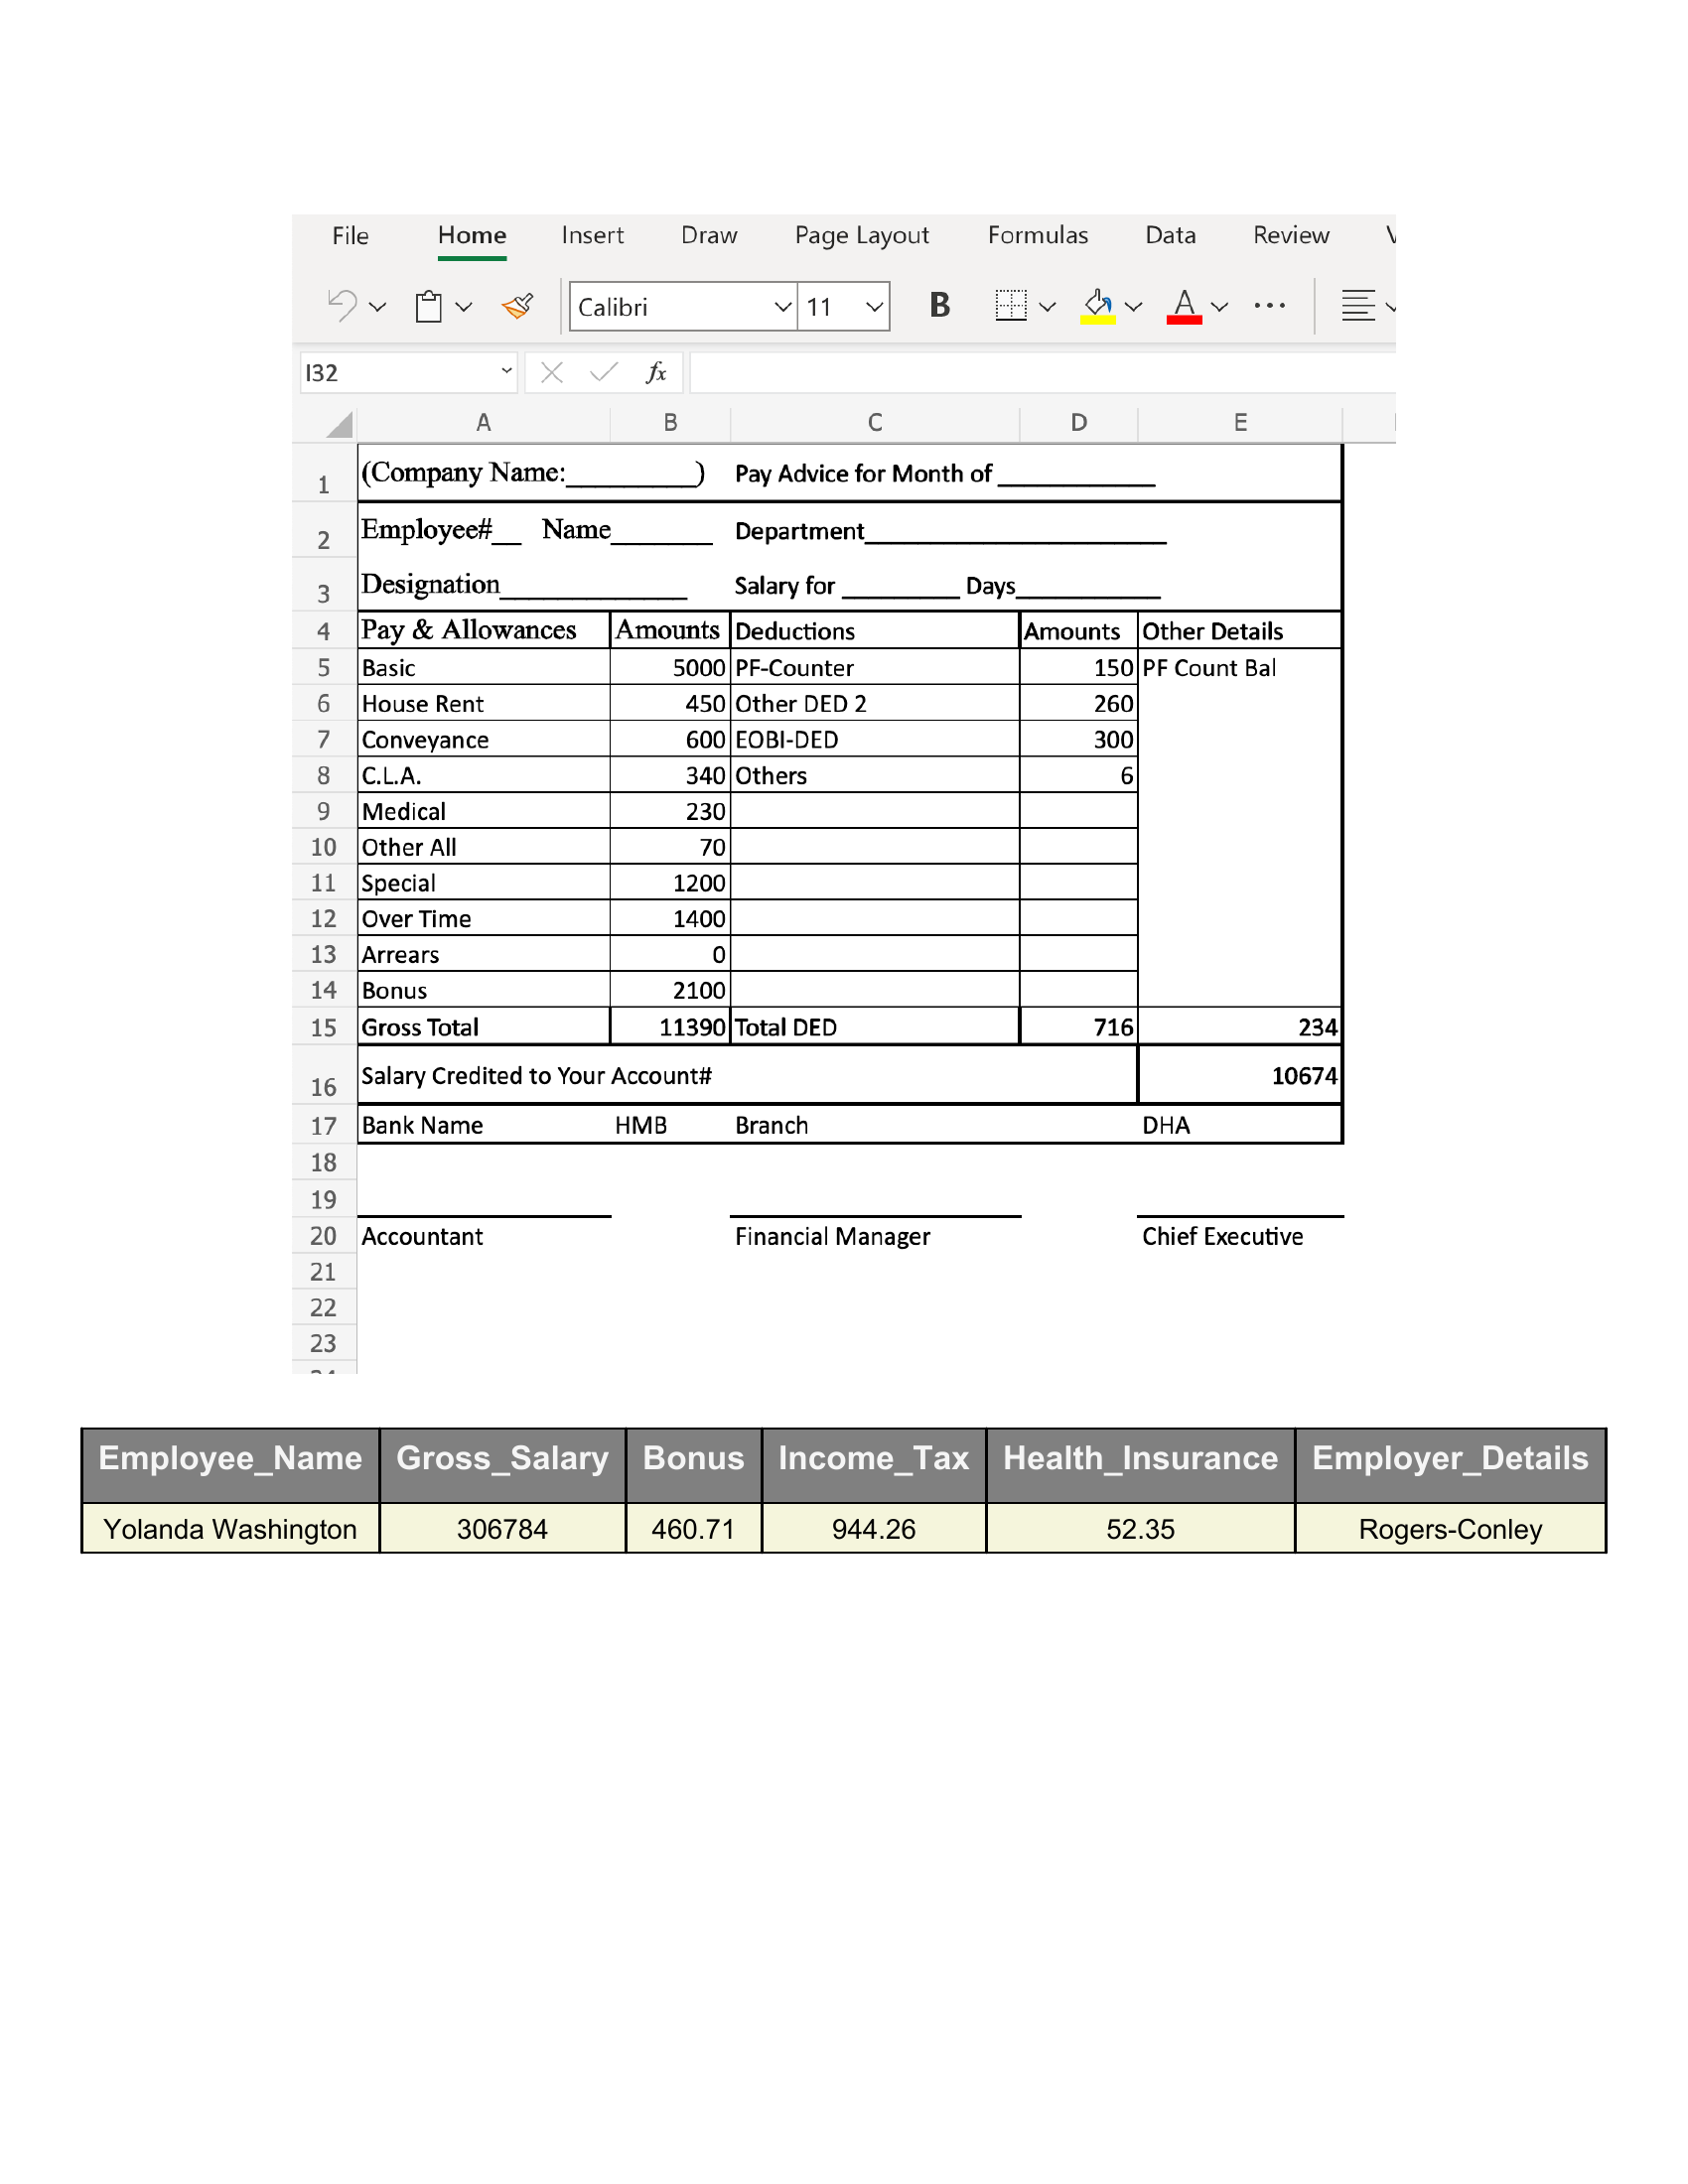 File Home Insert Draw Page Layout Formulas Data Review
Calibri 11 B A ...
I32 fx
A B C D E
1 (Company Name:_________) Pay Advice for Month of ____________
2 Employee#__ Name_______ Department_______________________
3 Designation_____________ Salary for _________ Days___________
4 Pay & Allowances Amounts Deductions Amounts Other Details
5 Basic 5000 PF-Counter 150 PF Count Bal
6 House Rent 450 Other DED 2 260
7 Conveyance 600 EOBI-DED 300
8 C.L.A. 340 Others 6
9 Medical 230
10 Other All 70
11 Special 1200
12 Over Time 1400
13 Arrears 0
14 Bonus 2100
15 Gross Total 11390 Total DED 716 234
16 Salary Credited to Your Account# 10674
17 Bank Name HMB Branch DHA
18
19
20 Accountant Financial Manager Chief Executive
21
22
23
Employee_Name Gross_Salary Bonus Income_Tax Health_Insurance Employer_Details
Yolanda Washington 306784 460.71 944.26 52.35 Rogers-Conley